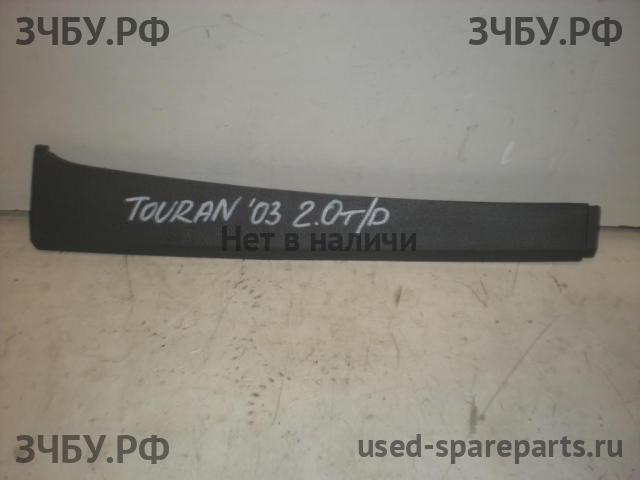 ЗЧБУ.РФ ЗЧБУ.РФ
TOURAN '03 2.0T/D
Нет в наличи
ЗЧБУ.РФ used-spareparts.ru